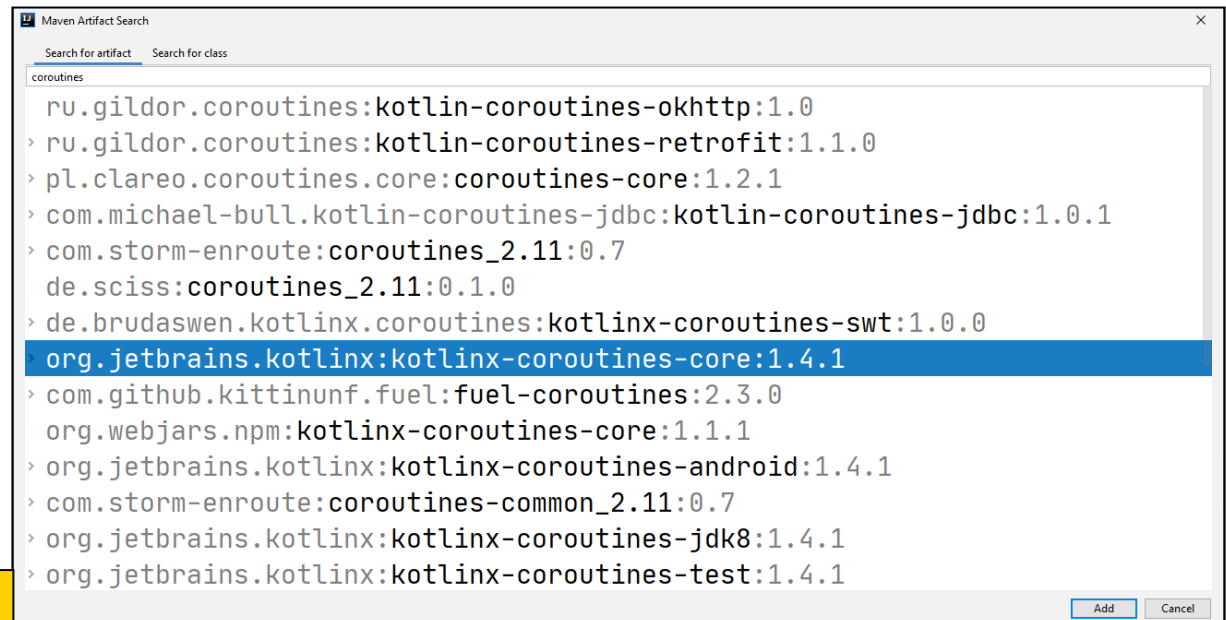 Maven Artifact Search
Search for artifact Search for class
coroutines
ru.gildor.coroutines:kotlin-coroutines-okhttp:1.0
ru.gildor.coroutines:kotlin-coroutines-retrofit:1.1.0
pl.clareo.coroutines.core:coroutines-core:1.2.1
com.michael-bull.kotlin-coroutines-jdbc:kotlin-coroutines-jdbc:1.0.1
com.storm-enroute:coroutines_2.11:0.7
de.sciss:coroutines_2.11:0.1.0
de.brudaswen.kotlinx.coroutines:kotlinx-coroutines-swt:1.0.0
org.jetbrains.kotlinx:kotlinx-coroutines-core:1.4.1
com.github.kittinunf.fuel:fuel-coroutines:2.3.0
org.webjars.npm:kotlinx-coroutines-core:1.1.1
org.jetbrains.kotlinx:kotlinx-coroutines-android:1.4.1
com.storm-enroute:coroutines-common_2.11:0.7
org.jetbrains.kotlinx:kotlinx-coroutines-jdk8:1.4.1
org.jetbrains.kotlinx:kotlinx-coroutines-test:1.4.1
Add Cancel